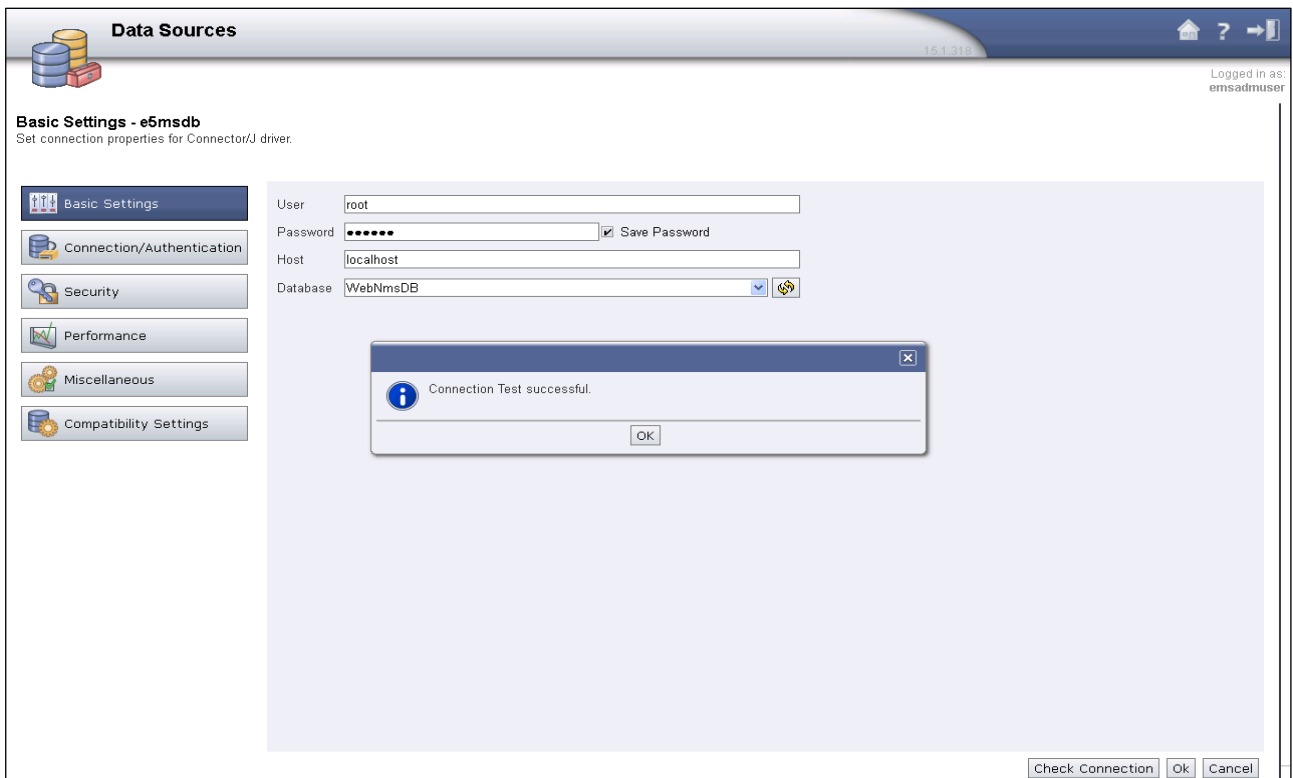 Data Sources
15.1.318
Logged in as:
emsadmuser
Basic Settings - e5msdb
Set connection properties for Connector/J driver.
Basic Settings
Connection/Authentication
Security
Performance
Miscellaneous
Compatibility Settings
User root
Password ●●●●●● Save Password
Host localhost
Database WebNmsDB
Connection Test successful.
OK
Check Connection Ok Cancel